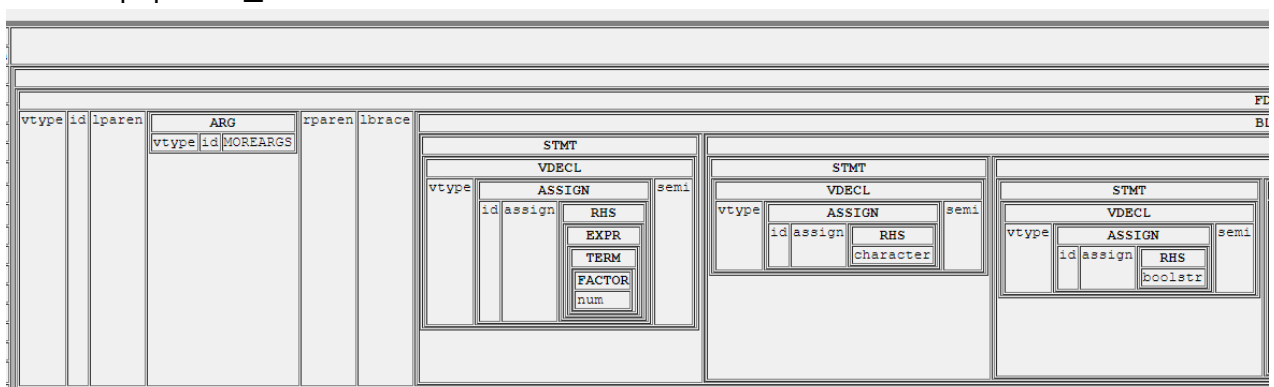 FD
vtype id lparen ARG rparen lbrace BL
vtype id MOREARGS STMT
VDECL STMT
vtype ASSIGN semi VDECL STMT
id assign RHS vtype ASSIGN semi VDECL
EXPR id assign RHS vtype ASSIGN semi
TERM character id assign RHS
FACTOR boolstr
num